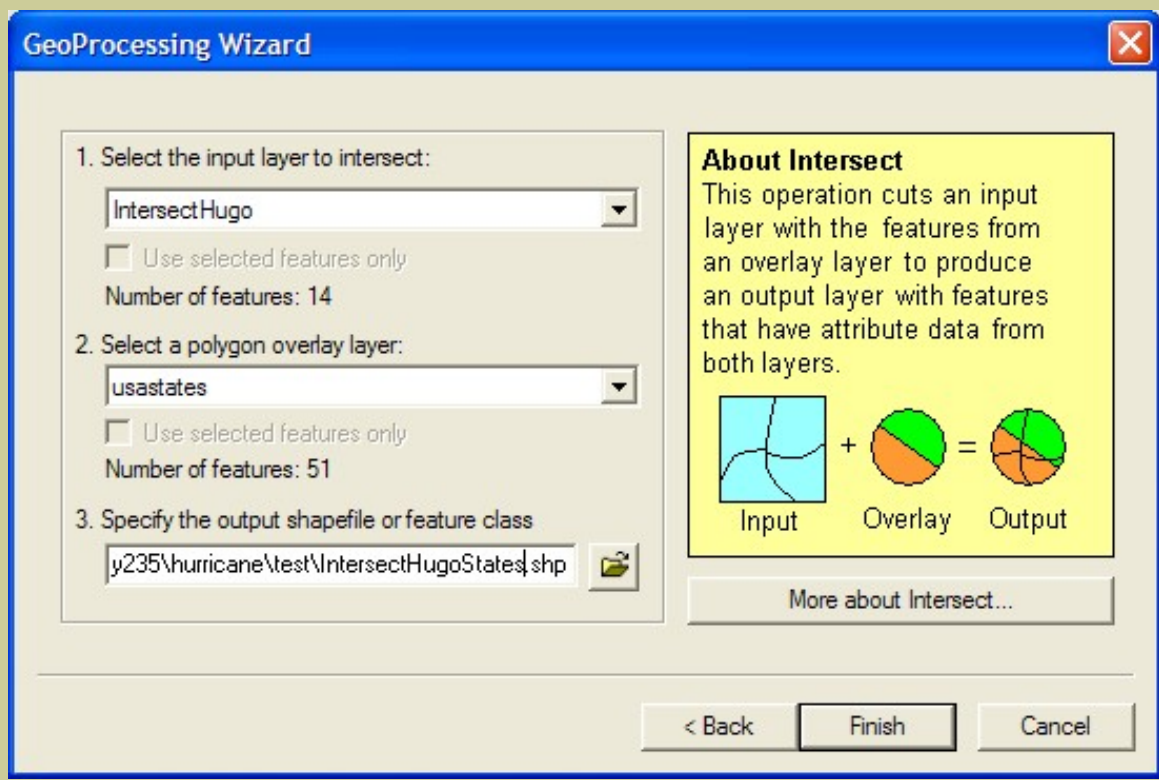 GeoProcessing Wizard
1. Select the input layer to intersect:
IntersectHugo
Use selected features only
Number of features: 14
2. Select a polygon overlay layer:
usastates
Use selected features only
Number of features: 51
3. Specify the output shapefile or feature class
y235\hurricane\test\IntersectHugoStates.shp
About Intersect
This operation cuts an input
layer with the features from
an overlay layer to produce
an output layer with features
that have attribute data from
both layers.
+ =
Input Overlay Output
More about Intersect...
< Back Finish Cancel